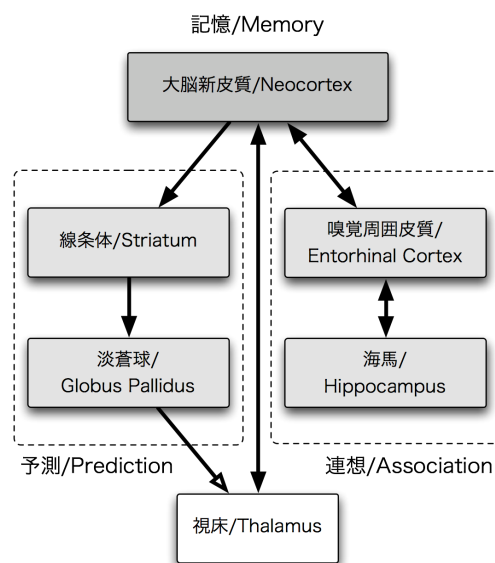 記憶/Memory
大脳新皮質/Neocortex
線条体/Striatum
嗅覚周囲皮質/
Entorhinal Cortex
淡蒼球/
Globus Pallidus
海馬/
Hippocampus
予測/Prediction
連想/Association
視床/Thalamus